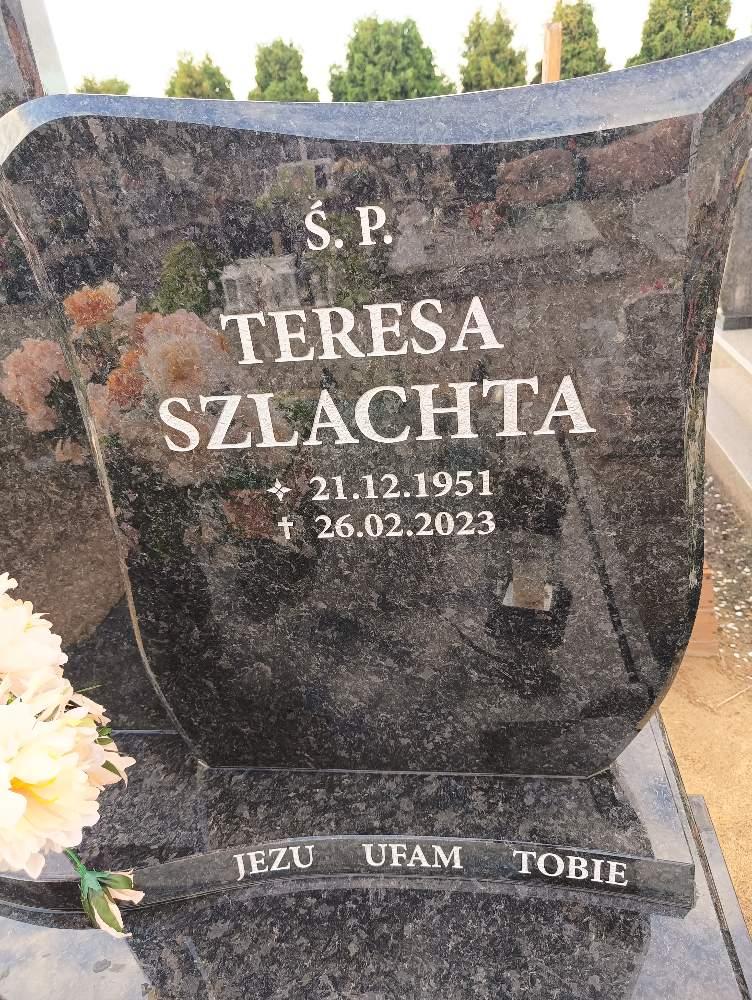 Ś. P.
TERESA
SZLACHTA
✧ 21.12.1951
✝ 26.02.2023
JEZU UFAM TOBIE